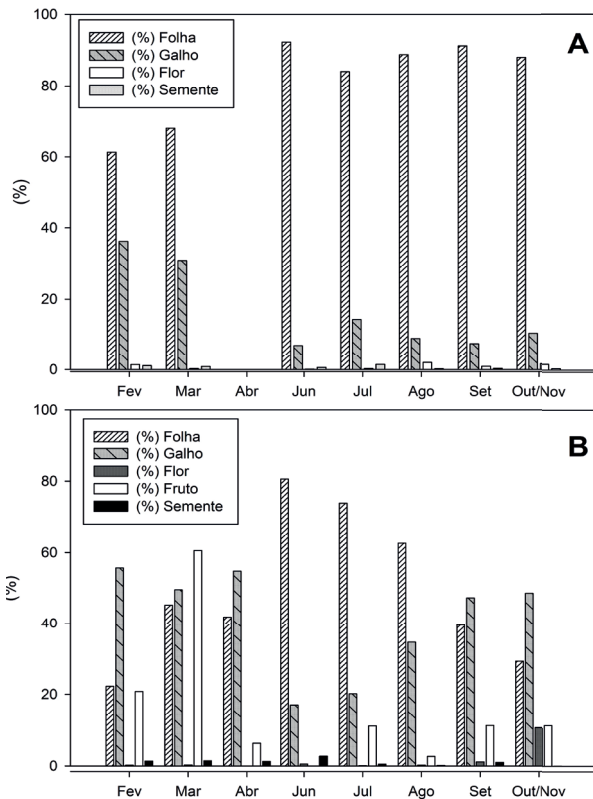 100
80
60
40
20
0
(%)
(%) Folha
(%) Galho
(%) Flor
(%) Semente
A
Fev Mar Abr Jun Jul Ago Set Out/Nov
100
80
60
40
20
0
(%)
(%) Folha
(%) Galho
(%) Flor
(%) Fruto
(%) Semente
B
Fev Mar Abr Jun Jul Ago Set Out/Nov